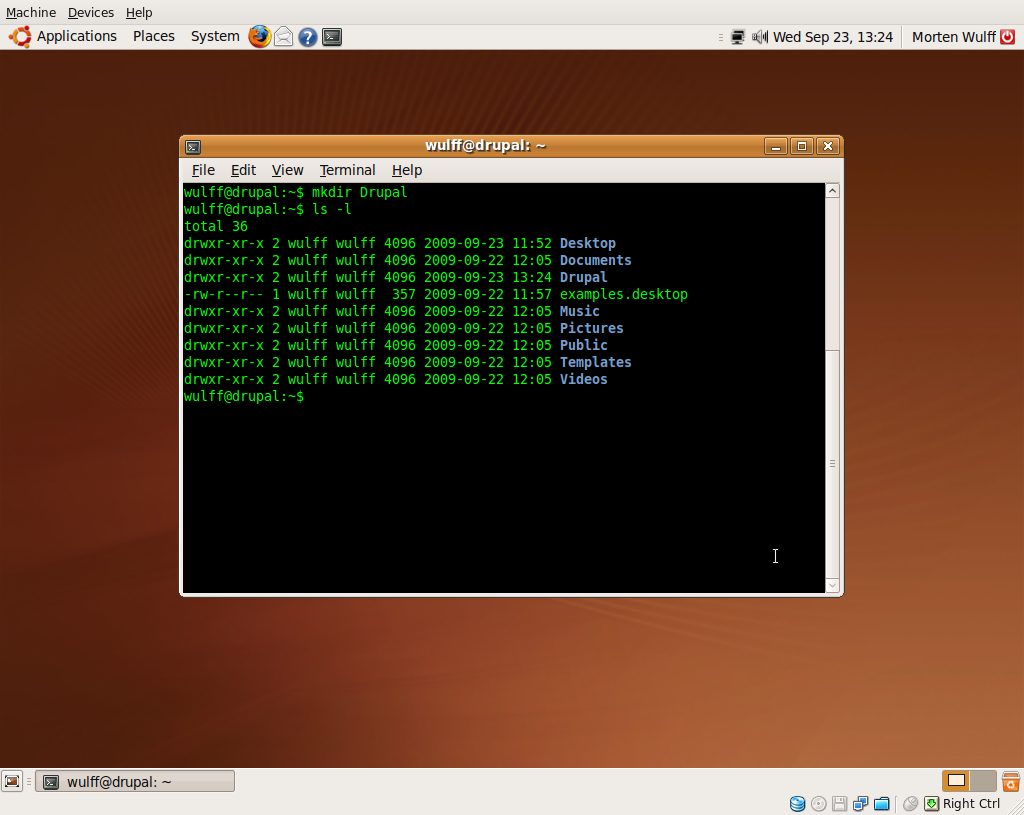 Machine Devices Help
Applications Places System Wed Sep 23, 13:24 Morten Wulff
wulff@drupal: ~
File Edit View Terminal Help
wulff@drupal:~$ mkdir Drupal
wulff@drupal:~$ ls -l
total 36
drwxr-xr-x 2 wulff wulff 4096 2009-09-23 11:52 Desktop
drwxr-xr-x 2 wulff wulff 4096 2009-09-22 12:05 Documents
drwxr-xr-x 2 wulff wulff 4096 2009-09-23 13:24 Drupal
-rw-r--r-- 1 wulff wulff  357 2009-09-22 11:57 examples.desktop
drwxr-xr-x 2 wulff wulff 4096 2009-09-22 12:05 Music
drwxr-xr-x 2 wulff wulff 4096 2009-09-22 12:05 Pictures
drwxr-xr-x 2 wulff wulff 4096 2009-09-22 12:05 Public
drwxr-xr-x 2 wulff wulff 4096 2009-09-22 12:05 Templates
drwxr-xr-x 2 wulff wulff 4096 2009-09-22 12:05 Videos
wulff@drupal:~$
wulff@drupal: ~
Right Ctrl